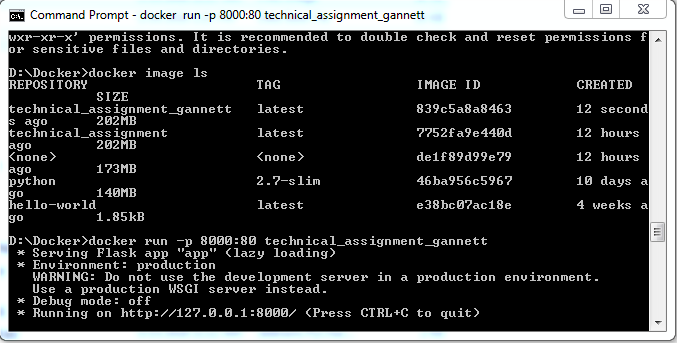 Command Prompt - docker run -p 8000:80 technical_assignment_gannett
wxr-xr-x' permissions. It is recommended to double check and reset permissions f
or sensitive files and directories.
D:\Docker>docker image ls
REPOSITORY TAG IMAGE ID CREATED
SIZE
technical_assignment_gannett latest 839c5a8a8463 12 second
s ago 202MB
technical_assignment latest 7752fa9e440d 12 hours
ago 202MB
<none> <none> de1f89d99e79 12 hours
ago 173MB
python 2.7-slim 46ba956c5967 10 days a
go 140MB
hello-world latest e38bc07ac18e 4 weeks a
go 1.85kB
D:\Docker>docker run -p 8000:80 technical_assignment_gannett
* Serving Flask app "app" (lazy loading)
* Environment: production
WARNING: Do not use the development server in a production environment.
Use a production WSGI server instead.
* Debug mode: off
* Running on http://127.0.0.1:8000/ (Press CTRL+C to quit)